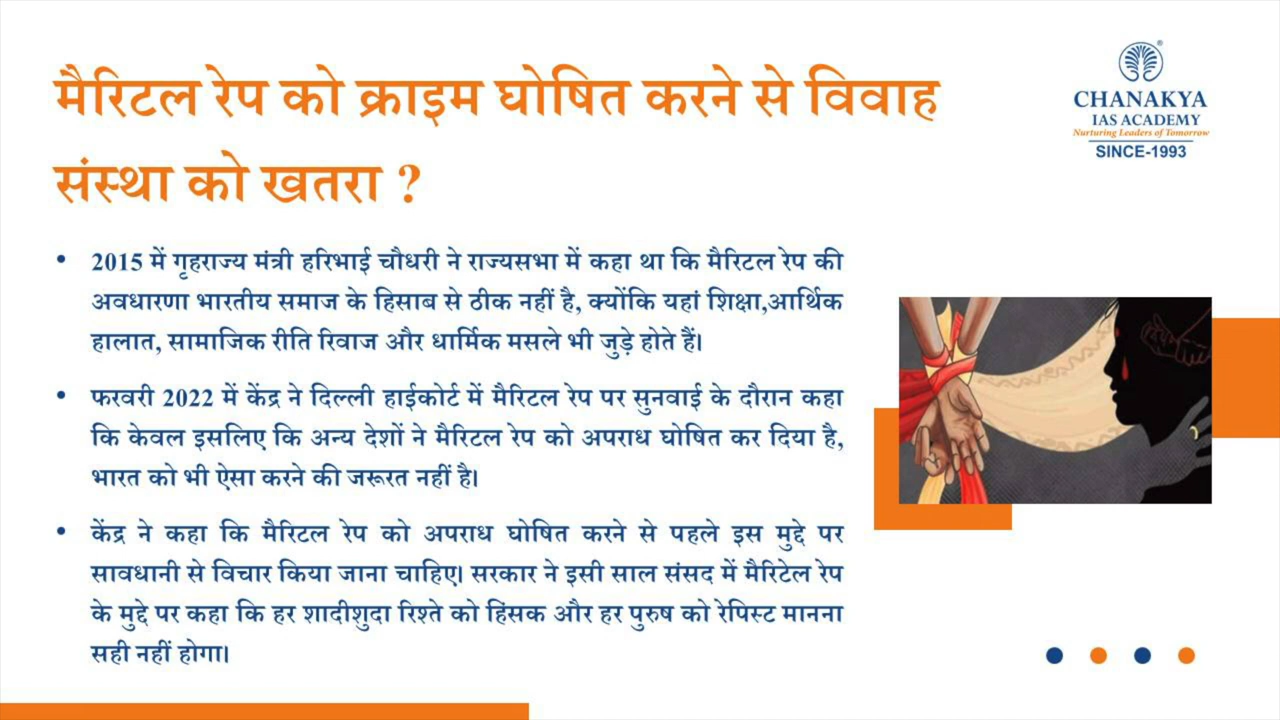 मैरिटल रेप को क्राइम घोषित करने से विवाह
संस्था को खतरा ?
CHANAKYA
IAS ACADEMY
Nurturing Leaders of Tomorrow
SINCE-1993
• 2015 में गृहराज्य मंत्री हरिभाई चौधरी ने राज्यसभा में कहा था कि मैरिटल रेप की
अवधारणा भारतीय समाज के हिसाब से ठीक नहीं है, क्योंकि यहां शिक्षा,आर्थिक
हालात, सामाजिक रीति रिवाज और धार्मिक मसले भी जुड़े होते हैं।
• फरवरी 2022 में केंद्र ने दिल्ली हाईकोर्ट में मैरिटल रेप पर सुनवाई के दौरान कहा
कि केवल इसलिए कि अन्य देशों ने मैरिटल रेप को अपराध घोषित कर दिया है,
भारत को भी ऐसा करने की जरूरत नहीं है।
• केंद्र ने कहा कि मैरिटल रेप को अपराध घोषित करने से पहले इस मुद्दे पर
सावधानी से विचार किया जाना चाहिए। सरकार ने इसी साल संसद में मैरिटेल रेप
के मुद्दे पर कहा कि हर शादीशुदा रिश्ते को हिंसक और हर पुरुष को रेपिस्ट मानना
सही नहीं होगा।